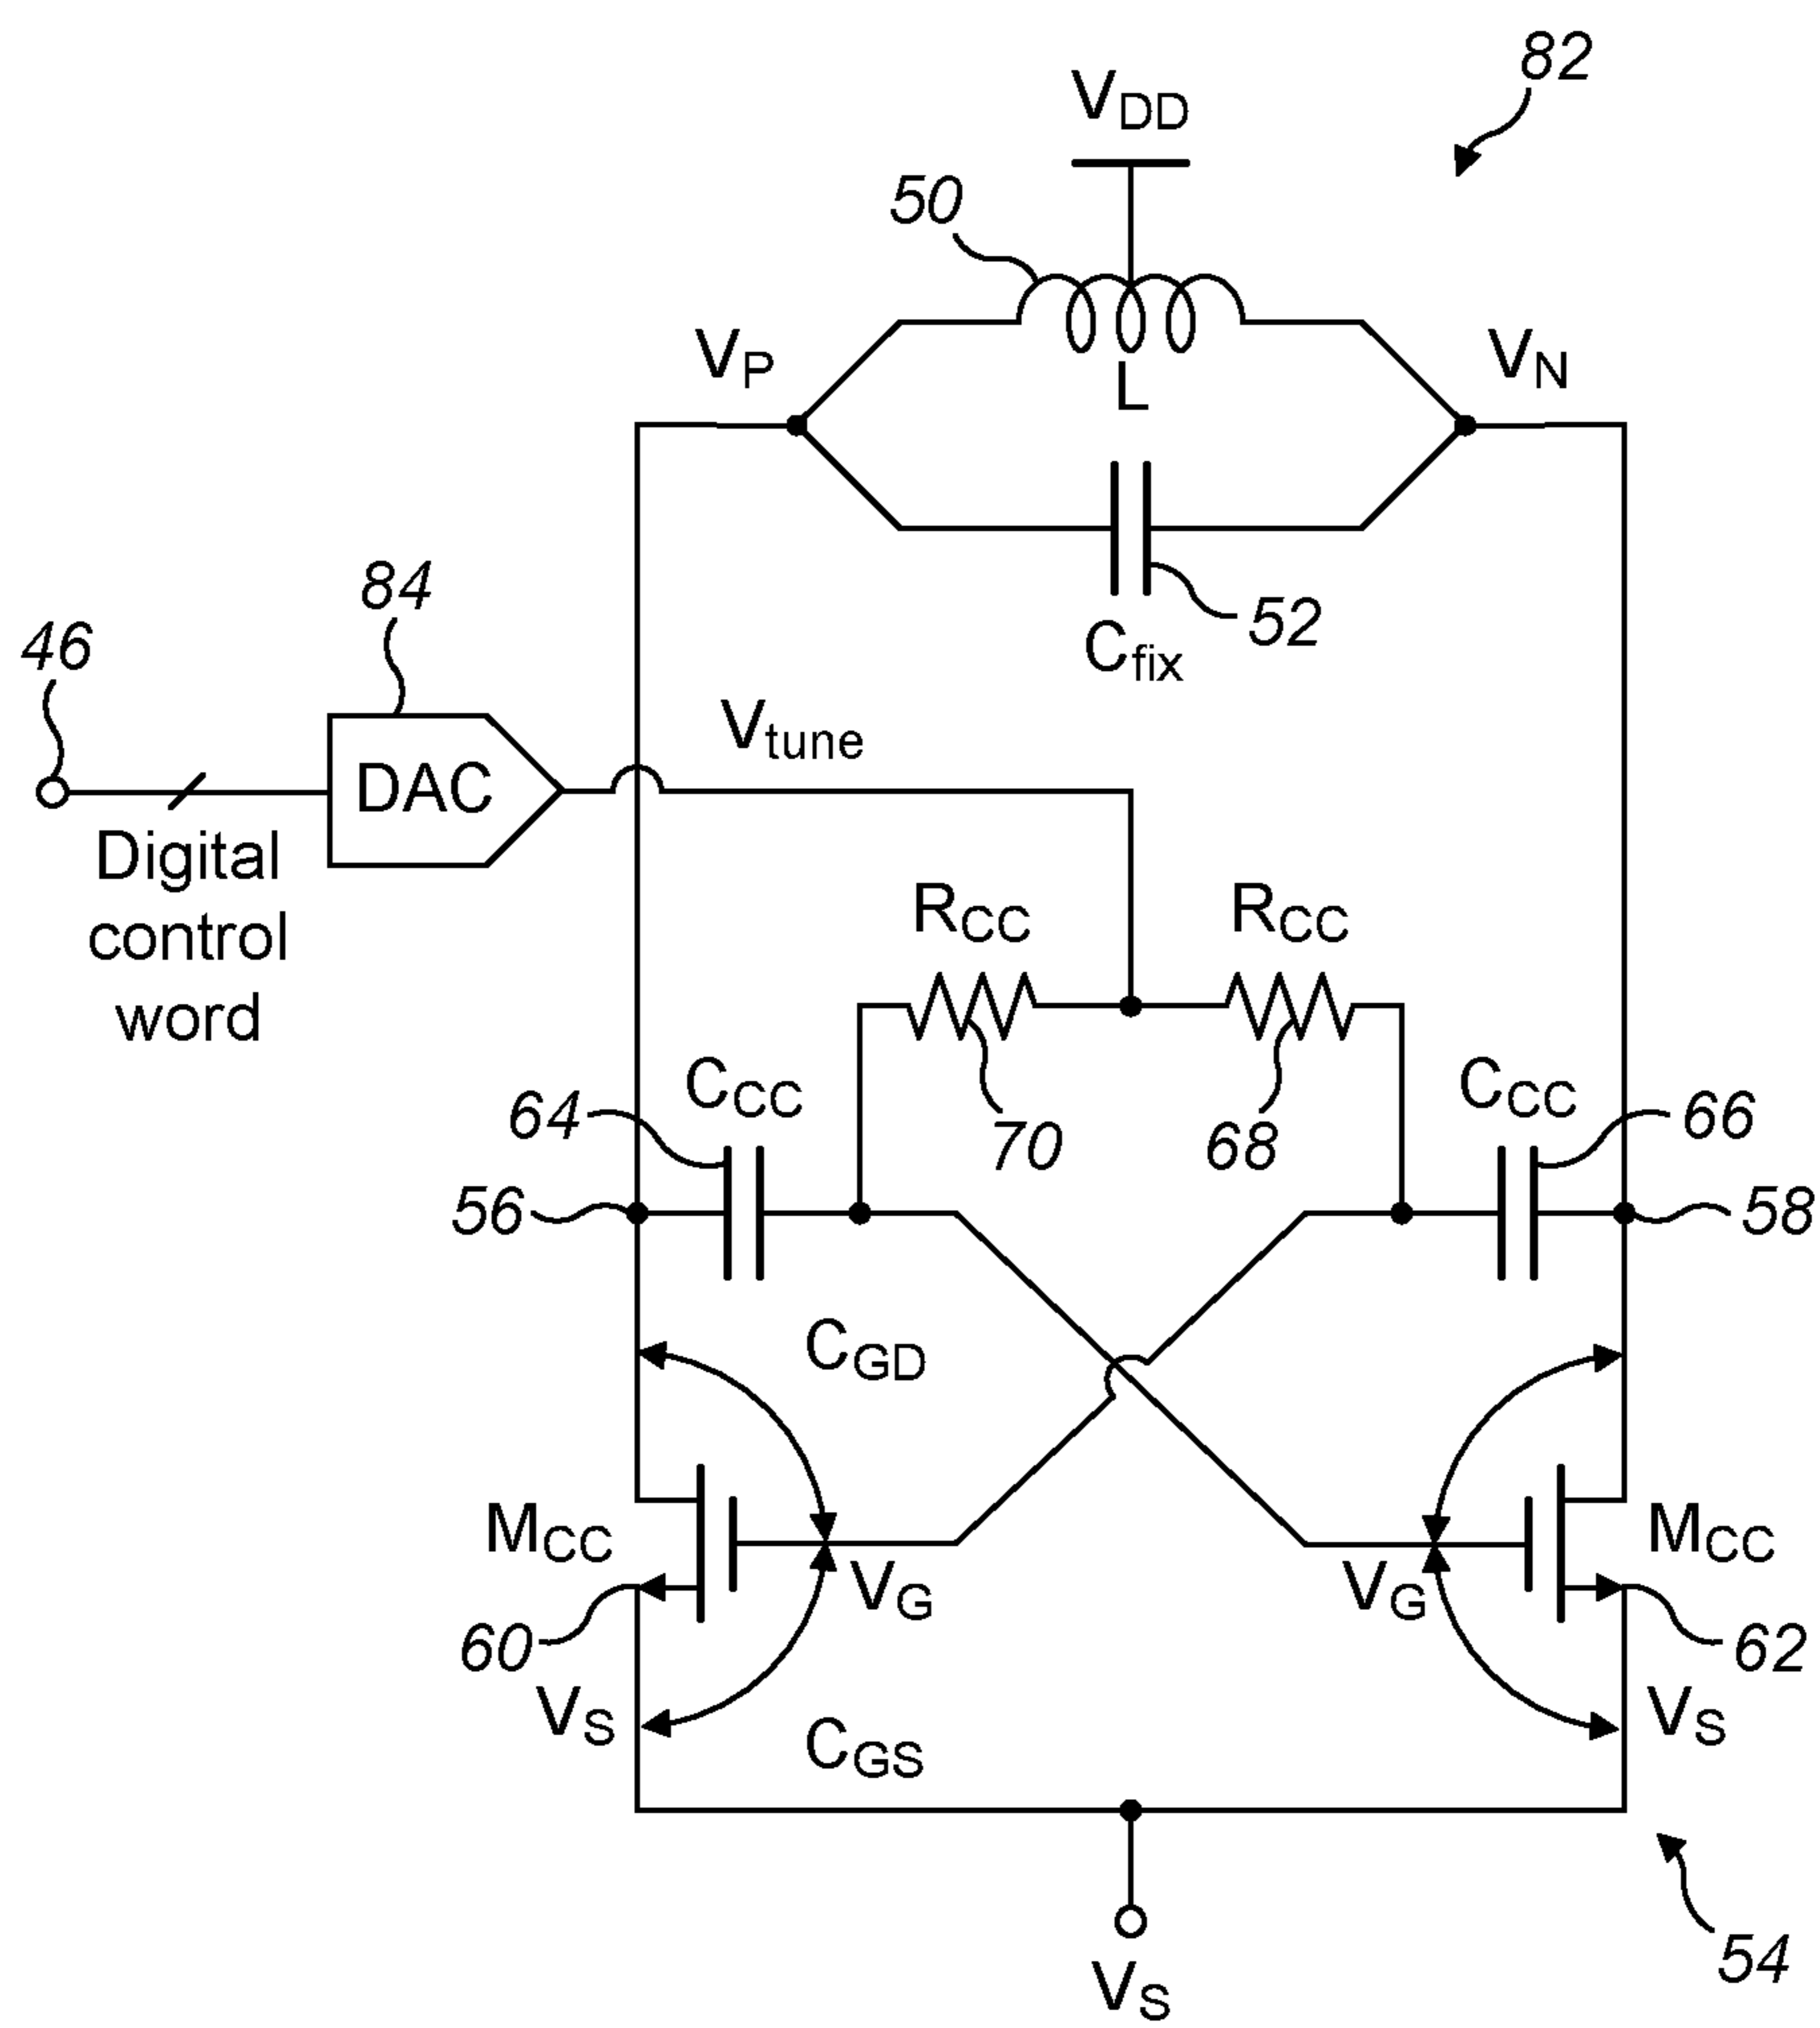 82
VDD
50
VP
VN
L
84
52
46
Cfix
Vtune
DAC
Digital
control
word
RCC
RCC
CCC
CCC
64
66
70
68
56
58
CGD
MCC
MCC
VG
VG
60
62
VS
VS
CGS
54
VS